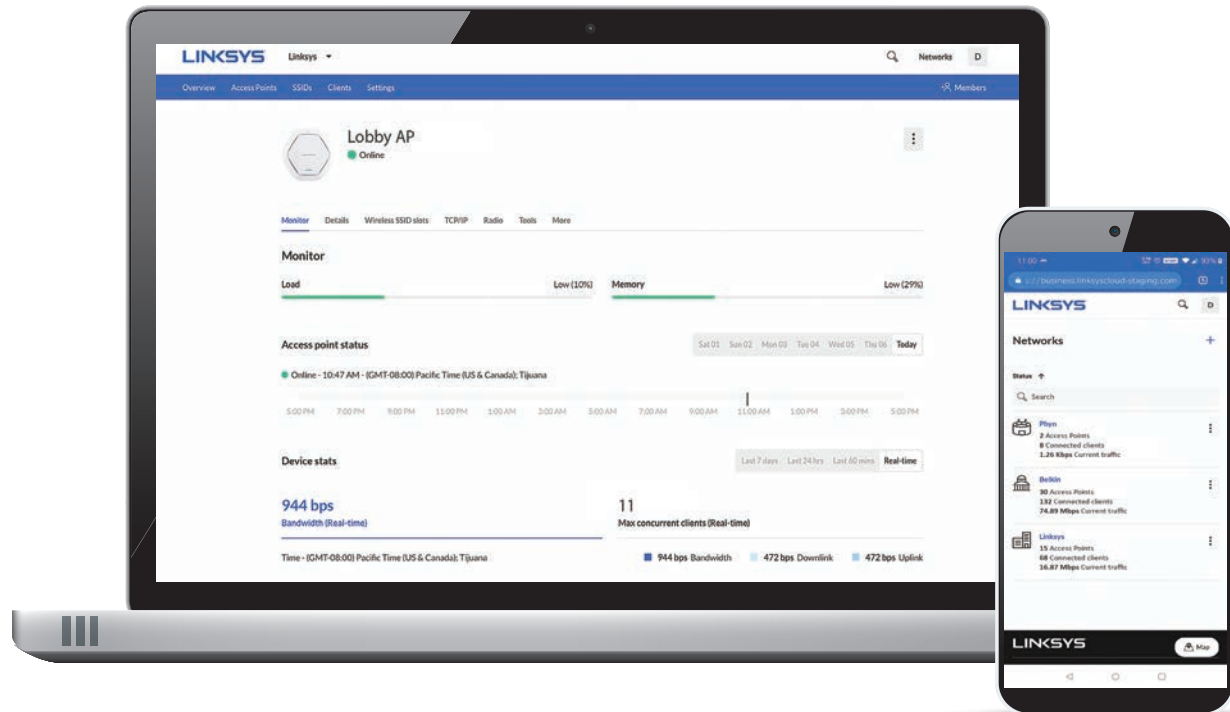 LINKSYS Linksys Networks D
Overview Access Points SSIDs Clients Settings Members
Lobby AP
Online
Monitor Details Wireless SSID slots TCP/IP Radio Tools More
Monitor
Load Low (10%) Memory Low (29%)
Access point status Sat 01 Sun 02 Mon 03 Tue 04 Wed 05 Thu 06 Today
Online - 10:47 AM - (GMT-08:00) Pacific Time (US & Canada); Tijuana
5:00 PM 7:00 PM 9:00 PM 11:00 PM 1:00 AM 3:00 AM 5:00 AM 7:00 AM 9:00 AM 11:00 AM 1:00 PM 3:00 PM 5:00 PM
Device stats Last 7 days Last 24 hrs Last 60 mins Real-time
944 bps 11
Bandwidth (Real-time) Max concurrent clients (Real-time)
Time - (GMT-08:00) Pacific Time (US & Canada); Tijuana 944 bps Bandwidth 472 bps Downlink 472 bps Uplink
11:00 93%
business.linksyscloud-staging.com
LINKSYS D
Networks +
Status
Search
Phyn
2 Access Points
8 Connected clients
1.26 Kbps Current traffic
Belkin
30 Access Points
132 Connected clients
74.89 Mbps Current traffic
Linksys
15 Access Points
68 Connected clients
16.87 Mbps Current traffic
LINKSYS Map